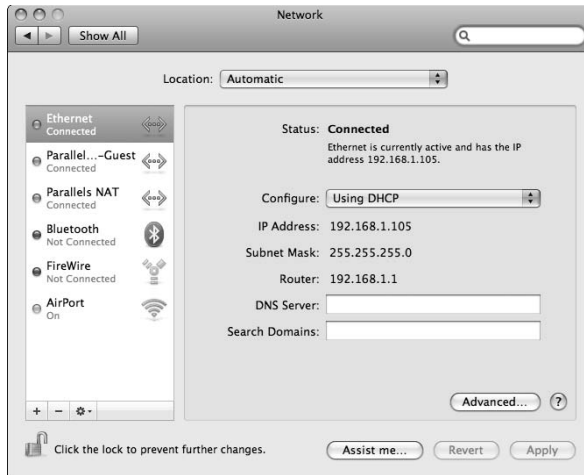 Network
Show All
Location: Automatic
Ethernet
Connected
Parallel...-Guest
Connected
Parallels NAT
Connected
Bluetooth
Not Connected
FireWire
Not Connected
AirPort
On
Status: Connected
Ethernet is currently active and has the IP
address 192.168.1.105.
Configure: Using DHCP
IP Address: 192.168.1.105
Subnet Mask: 255.255.255.0
Router: 192.168.1.1
DNS Server:
Search Domains:
Advanced... ?
Click the lock to prevent further changes.
Assist me... Revert Apply